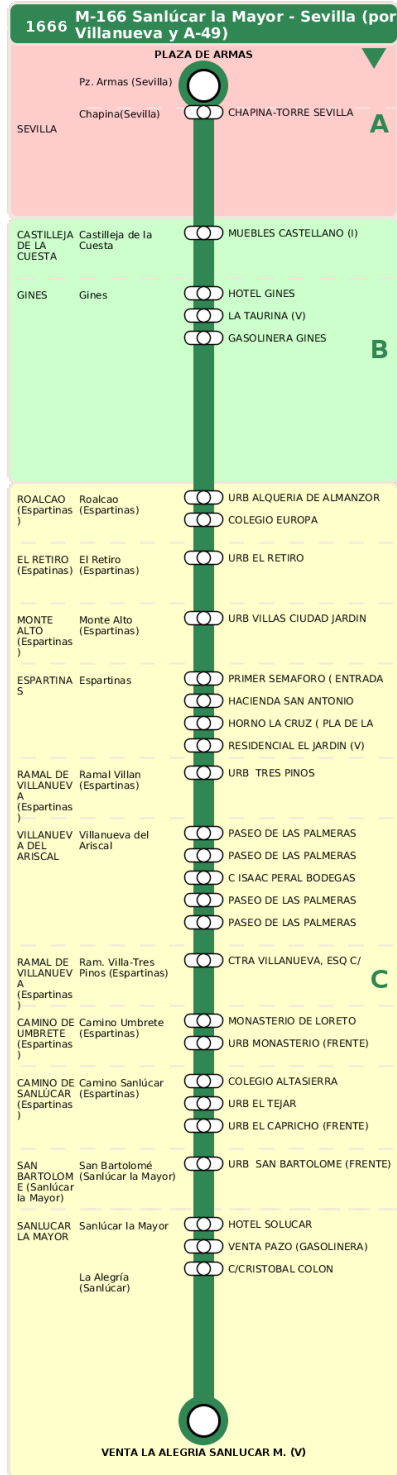 1666 M-166 Sanlúcar la Mayor - Sevilla (por
Villanueva y A-49)
PLAZA DE ARMAS
Pz. Armas (Sevilla)
Chapina(Sevilla)
CHAPINA-TORRE SEVILLA
A
SEVILLA
CASTILLEJA
DE LA
CUESTA
Castilleja de la
Cuesta
MUEBLES CASTELLANO (I)
GINES
Gines
HOTEL GINES
LA TAURINA (V)
GASOLINERA GINES
B
ROALCAO
(Espartinas
)
Roalcao
(Espartinas)
URB ALQUERIA DE ALMANZOR
COLEGIO EUROPA
EL RETIRO
(Espatinas)
El Retiro
(Espartinas)
URB EL RETIRO
MONTE
ALTO
(Espartinas
)
Monte Alto
(Espartinas)
URB VILLAS CIUDAD JARDIN
ESPARTINA
S
Espartinas
PRIMER SEMAFORO ( ENTRADA
HACIENDA SAN ANTONIO
HORNO LA CRUZ ( PLA DE LA
RESIDENCIAL EL JARDIN (V)
RAMAL DE
VILLANUEV
A
(Espartinas
)
Ramal Villan
(Espartinas)
URB  TRES PINOS
VILLANUEV
A DEL
ARISCAL
Villanueva del
Ariscal
PASEO DE LAS PALMERAS
PASEO DE LAS PALMERAS
C ISAAC PERAL BODEGAS
PASEO DE LAS PALMERAS
PASEO DE LAS PALMERAS
RAMAL DE
VILLANUEV
A
(Espartinas
)
Ram. Villa-Tres
Pinos (Espartinas)
CTRA VILLANUEVA, ESQ C/
C
CAMINO DE
UMBRETE
(Espartinas
)
Camino Umbrete
(Espartinas)
MONASTERIO DE LORETO
URB MONASTERIO (FRENTE)
CAMINO DE
SANLÚCAR
(Espartinas
)
Camino Sanlúcar
(Espartinas)
COLEGIO ALTASIERRA
URB EL TEJAR
URB EL CAPRICHO (FRENTE)
SAN
BARTOLOM
E (Sanlúcar
la Mayor)
San Bartolomé
(Sanlúcar la Mayor)
URB  SAN BARTOLOME (FRENTE)
SANLUCAR
LA MAYOR
Sanlúcar la Mayor
HOTEL SOLUCAR
VENTA PAZO (GASOLINERA)
C/CRISTOBAL COLON
La Alegría
(Sanlúcar)
VENTA LA ALEGRIA SANLUCAR M. (V)